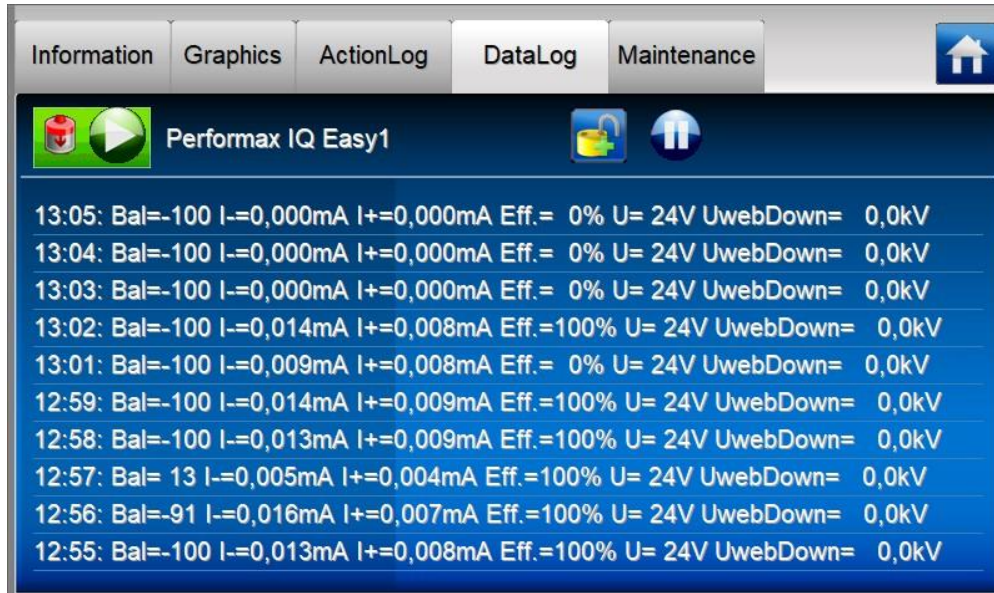 Information Graphics ActionLog DataLog Maintenance
Performax IQ Easy1
13:05: Bal=-100 I-=0,000mA I+=0,000mA Eff.= 0% U= 24V UwebDown= 0,0kV
13:04: Bal=-100 I-=0,000mA I+=0,000mA Eff.= 0% U= 24V UwebDown= 0,0kV
13:03: Bal=-100 I-=0,000mA I+=0,000mA Eff.= 0% U= 24V UwebDown= 0,0kV
13:02: Bal=-100 I-=0,014mA I+=0,008mA Eff.=100% U= 24V UwebDown= 0,0kV
13:01: Bal=-100 I-=0,009mA I+=0,008mA Eff.= 0% U= 24V UwebDown= 0,0kV
12:59: Bal=-100 I-=0,014mA I+=0,009mA Eff.=100% U= 24V UwebDown= 0,0kV
12:58: Bal=-100 I-=0,013mA I+=0,009mA Eff.=100% U= 24V UwebDown= 0,0kV
12:57: Bal= 13 I-=0,005mA I+=0,004mA Eff.=100% U= 24V UwebDown= 0,0kV
12:56: Bal=-91 I-=0,016mA I+=0,007mA Eff.=100% U= 24V UwebDown= 0,0kV
12:55: Bal=-100 I-=0,013mA I+=0,008mA Eff.=100% U= 24V UwebDown= 0,0kV